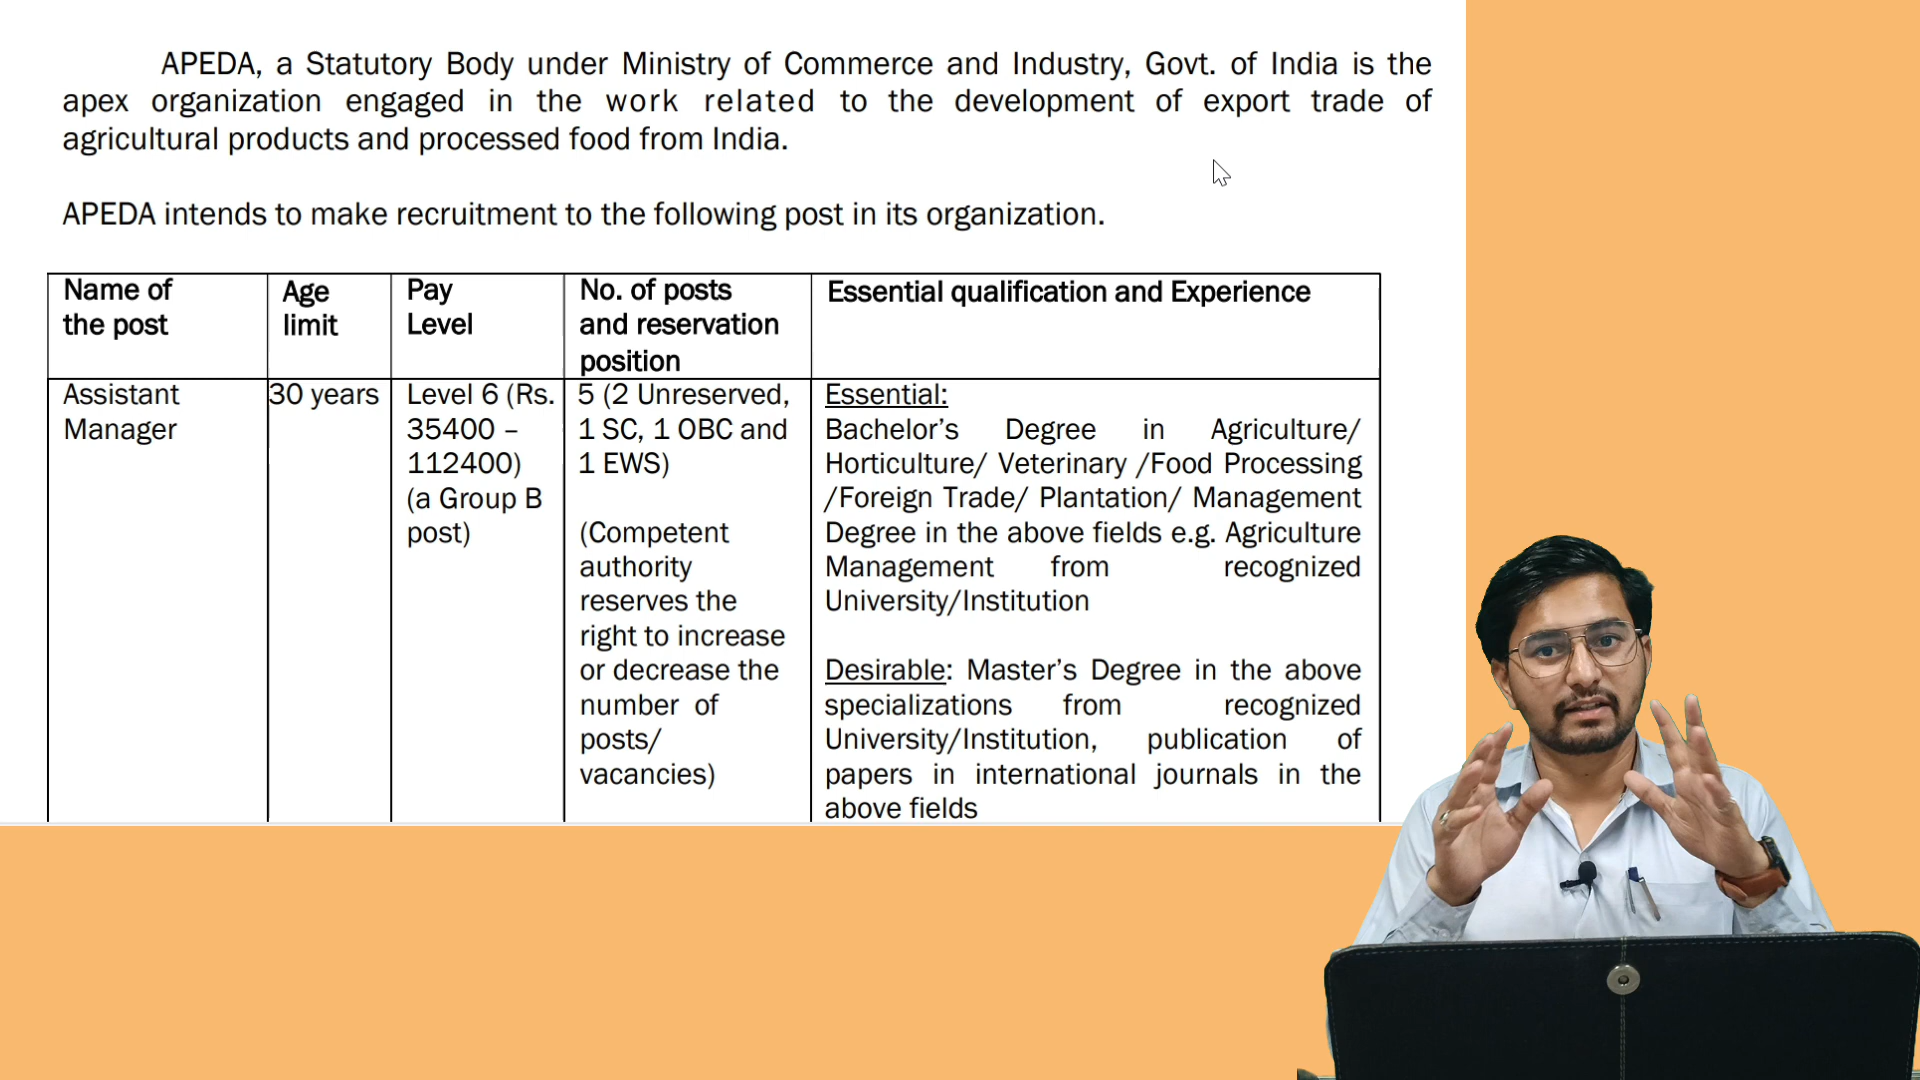 APEDA, a Statutory Body under Ministry of Commerce and Industry, Govt. of India is the
apex organization engaged in the work related to the development of export trade of
agricultural products and processed food from India.
APEDA intends to make recruitment to the following post in its organization.
Name of
the post
Age
limit
Pay
Level
No. of posts
and reservation
position
Essential qualification and Experience
Assistant
Manager
30 years
Level 6 (Rs.
35400 –
112400)
(a Group B
post)
5 (2 Unreserved,
1 SC, 1 OBC and
1 EWS)
(Competent
authority
reserves the
right to increase
or decrease the
number of
posts/
vacancies)
Essential:
Bachelor's Degree in Agriculture/
Horticulture/ Veterinary /Food Processing
/Foreign Trade/ Plantation/ Management
Degree in the above fields e.g. Agriculture
Management from recognized
University/Institution
Desirable: Master's Degree in the above
specializations from recognized
University/Institution, publication of
papers in international journals in the
above fields